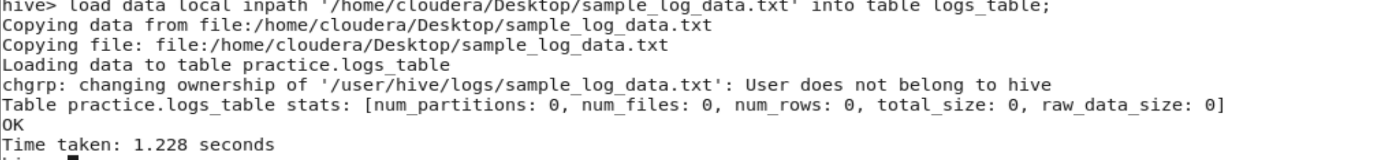 hive> load data local inpath '/home/cloudera/Desktop/sample_log_data.txt' into table logs_table;
Copying data from file:/home/cloudera/Desktop/sample_log_data.txt
Copying file: file:/home/cloudera/Desktop/sample_log_data.txt
Loading data to table practice.logs_table
chgrp: changing ownership of '/user/hive/logs/sample_log_data.txt': User does not belong to hive
Table practice.logs_table stats: [num_partitions: 0, num_files: 0, num_rows: 0, total_size: 0, raw_data_size: 0]
OK
Time taken: 1.228 seconds